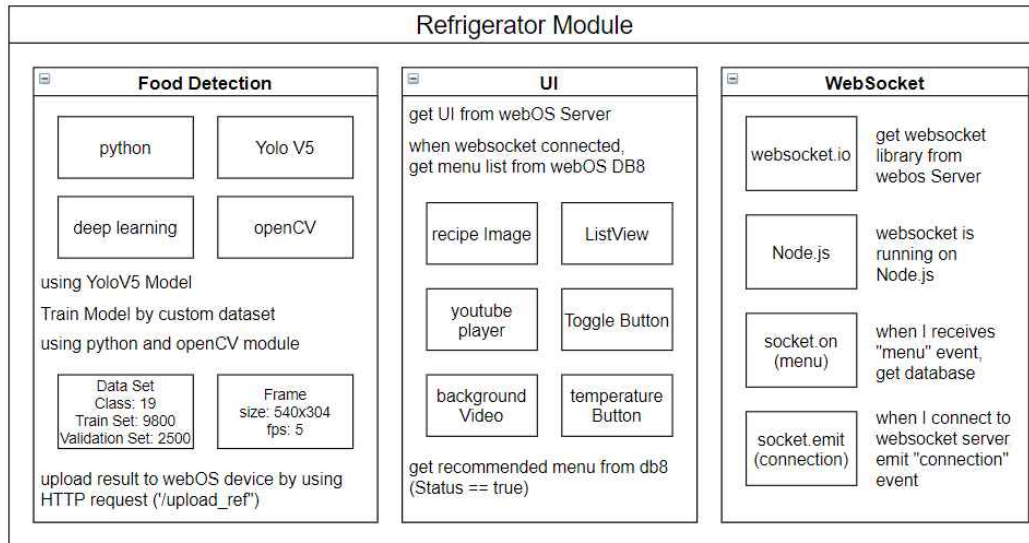 Refrigerator Module
Food Detection
python
Yolo V5
deep learning
openCV
using YoloV5 Model
Train Model by custom dataset
using python and openCV module
Data Set
Class: 19
Train Set: 9800
Validation Set: 2500
Frame
size: 540x304
fps: 5
upload result to webOS device by using
HTTP request ('/upload_ref")
UI
get UI from webOS Server
when websocket connected,
get menu list from webOS DB8
recipe Image
ListView
youtube
player
Toggle Button
background
Video
temperature
Button
get recommended menu from db8
(Status == true)
WebSocket
websocket.io
get websocket
library from
webos Server
Node.js
websocket is
running on
Node.js
socket.on
(menu)
when I receives
"menu" event,
get database
socket.emit
(connection)
when I connect to
websocket server
emit "connection"
event